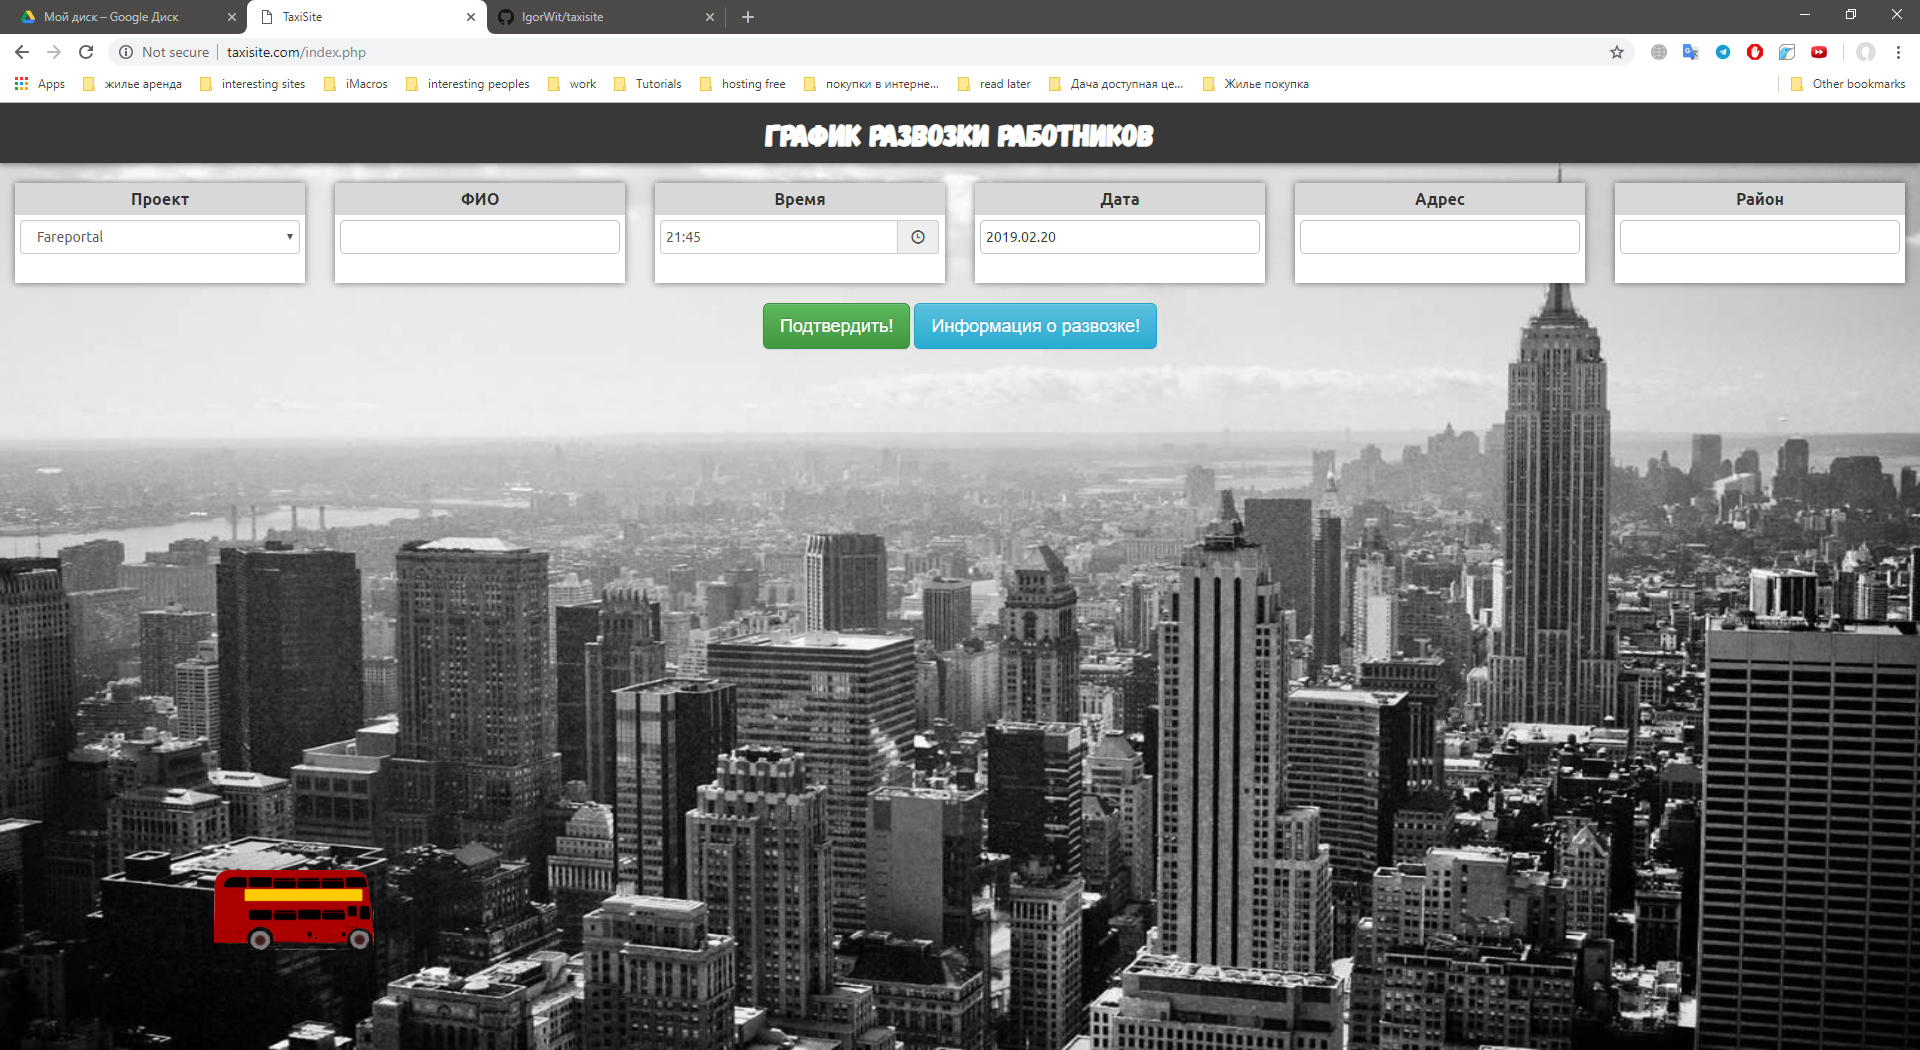 Мой диск – Google Диск
TaxiSite
IgorWit/taxisite
Not secure
taxisite.com/index.php
Apps
жилье аренда
interesting sites
iMacros
interesting peoples
work
Tutorials
hosting free
покупки в интерне...
read later
Дача доступная це...
Жилье покупка
Other bookmarks
ГРАФИК РАЗВОЗКИ РАБОТНИКОВ
Проект
ФИО
Время
Дата
Адрес
Район
Fareportal
21:45
2019.02.20
Подтвердить!
Информация о развозке!